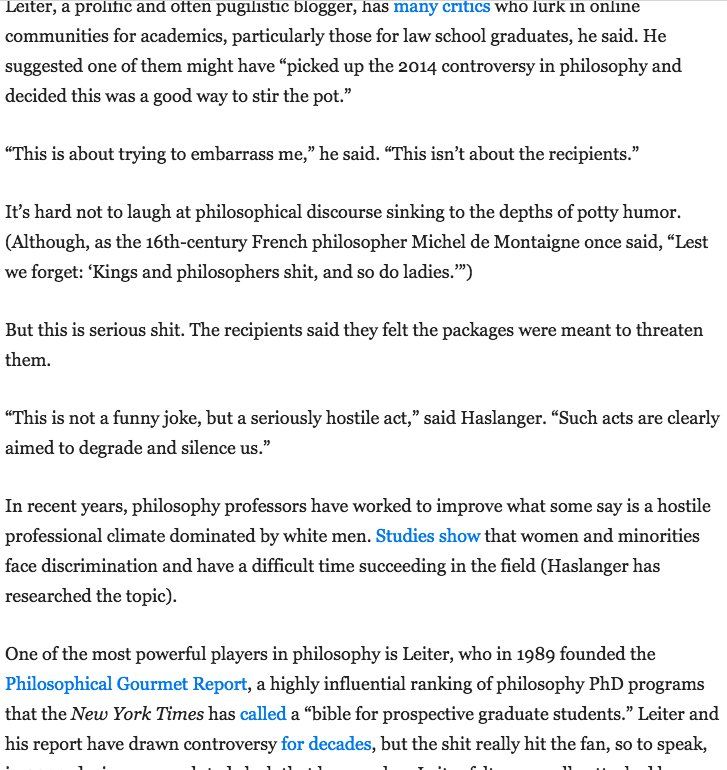 Leiter, a prolific and often pugilistic blogger, has many critics who lurk in online
communities for academics, particularly those for law school graduates, he said. He
suggested one of them might have “picked up the 2014 controversy in philosophy and
decided this was a good way to stir the pot.”
“This is about trying to embarrass me,” he said. “This isn’t about the recipients.”
It’s hard not to laugh at philosophical discourse sinking to the depths of potty humor.
(Although, as the 16th-century French philosopher Michel de Montaigne once said, “Lest
we forget: ‘Kings and philosophers shit, and so do ladies.’”)
But this is serious shit. The recipients said they felt the packages were meant to threaten
them.
“This is not a funny joke, but a seriously hostile act,” said Haslanger. “Such acts are clearly
aimed to degrade and silence us.”
In recent years, philosophy professors have worked to improve what some say is a hostile
professional climate dominated by white men. Studies show that women and minorities
face discrimination and have a difficult time succeeding in the field (Haslanger has
researched the topic).
One of the most powerful players in philosophy is Leiter, who in 1989 founded the
Philosophical Gourmet Report, a highly influential ranking of philosophy PhD programs
that the New York Times has called a “bible for prospective graduate students.” Leiter and
his report have drawn controversy for decades, but the shit really hit the fan, so to speak,